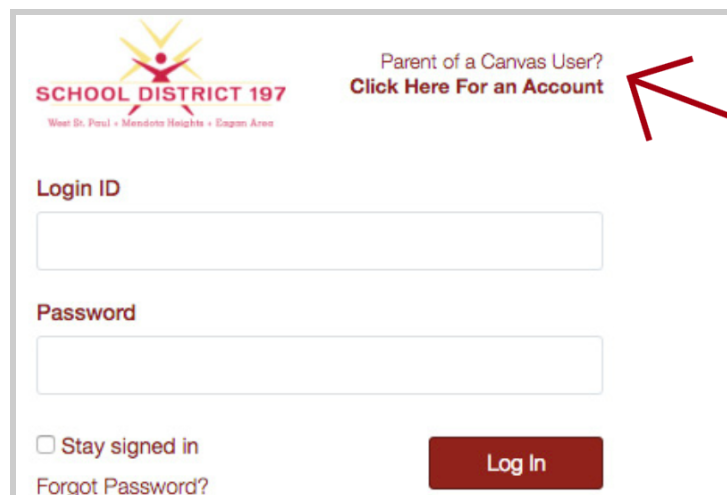 SCHOOL DISTRICT 197
West St. Paul • Mendota Heights • Eagan Area
Parent of a Canvas User?
Click Here For an Account
Login ID
Password
Stay signed in
Log In
Forgot Password?